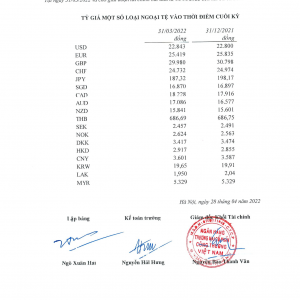 TỶ GIÁ MỘT SỐ LOẠI NGOẠI TỆ VÀO THỜI ĐIỂM CUỐI KỲ
31/03/2022 31/12/2021
đồng đồng
USD 22.843 22.800
EUR 25.419 25.835
GBP 29.980 30.798
CHF 24.732 24.974
JPY 187,32 198,17
SGD 16.870 16.897
CAD 18.278 17.916
AUD 17.086 16.577
NZD 15.841 15.601
THB 686,69 686,75
SEK 2.457 2.491
NOK 2.624 2.563
DKK 3.417 3.474
HKD 2.917 2.855
CNY 3.601 3.587
KRW 19,65 19,91
LAK 1,950 2,04
MYR 5.329 5.329
Hà Nội, ngày 28 tháng 04 năm 2022
Lập bảng Kế toán trưởng Giám đốc Khối Tài chính
NGÂN HÀNG
THƯƠNG MẠI CỔ PHẦN
CÔNG THƯƠNG
VIỆT NAM
Ngô Xuân Hải Nguyễn Hải Hưng Nguyễn Bảo Thanh Vân